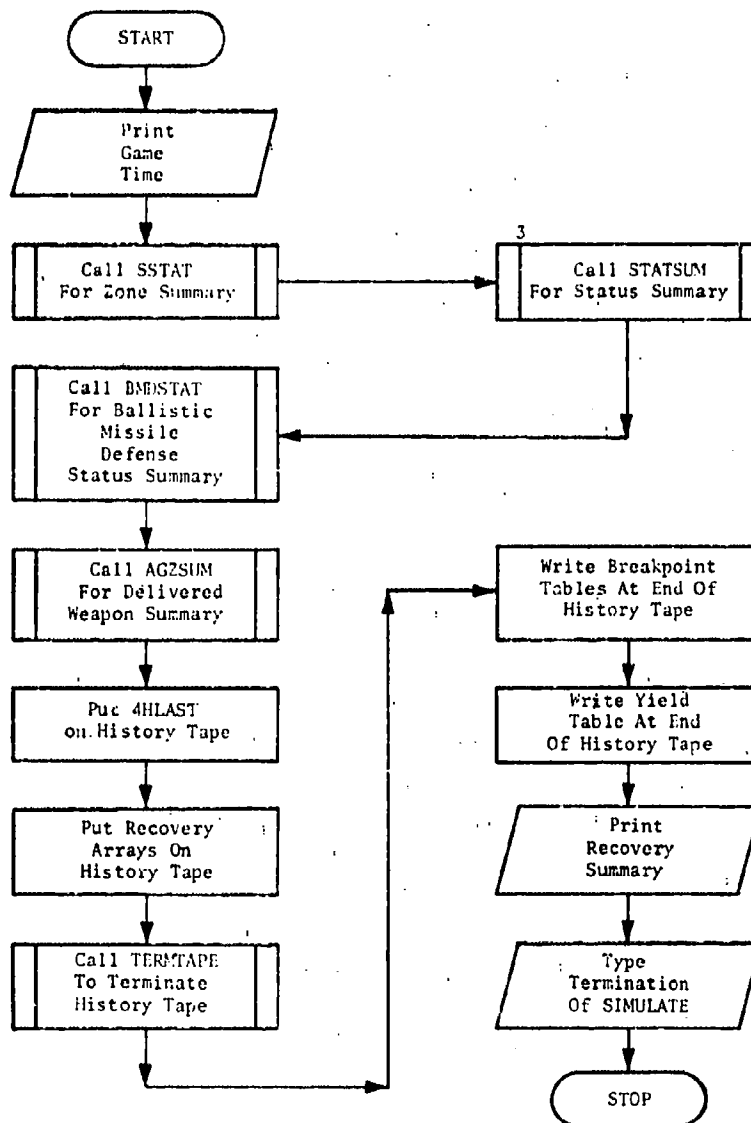 START
Print
Game
Time
Call SSTAT
For Zone Summary
3
Call STATSUM
For Status Summary
Call BMDSTAT
For Ballistic
Missile
Defense
Status Summary
Call AGZSUM
For Delivered
Weapon Summary
Put 4HLAST
on History Tape
Put Recovery
Arrays On
History Tape
Call TERMTAPE
To Terminate
History Tape
Write Breakpoint
Tables At End Of
History Tape
Write Yield
Table At End
Of History Tape
Print
Recovery
Summary
Type
Termination
Of SIMULATE
STOP